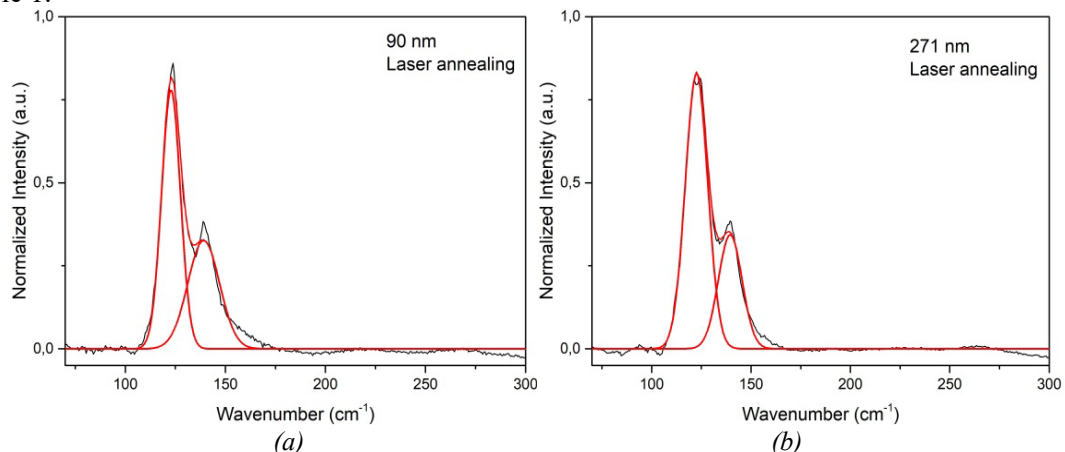 1,0
90 nm
Laser annealing
0,5
0,0
Normalized Intensity (a.u.)
100
150
200
250
300
Wavenumber (cm⁻¹)
(a)
1,0
271 nm
Laser annealing
0,5
0,0
Normalized Intensity (a.u.)
100
150
200
250
300
Wavenumber (cm⁻¹)
(b)